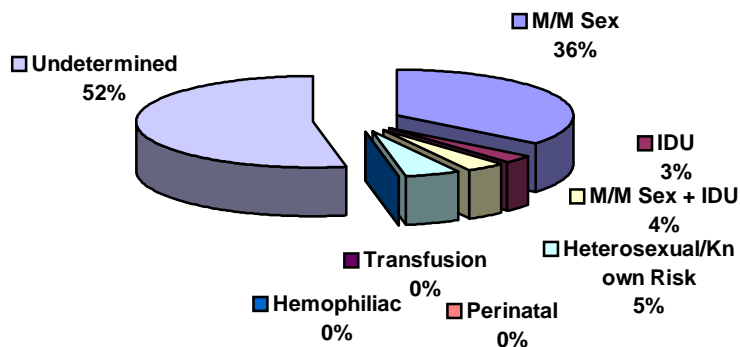 M/M Sex
36%
Undetermined
52%
IDU
3%
M/M Sex + IDU
4%
Heterosexual/Kn
own Risk
5%
Transfusion
0%
Hemophiliac
0%
Perinatal
0%